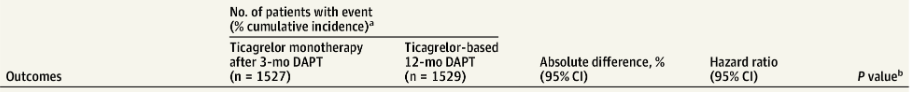 No. of patients with event
(% cumulative incidence)ᵃ
Ticagrelor monotherapy
after 3-mo DAPT
(n = 1527)
Ticagrelor-based
12-mo DAPT
(n = 1529)
Outcomes
Absolute difference, %
(95% CI)
Hazard ratio
(95% CI)
P valueᵇ